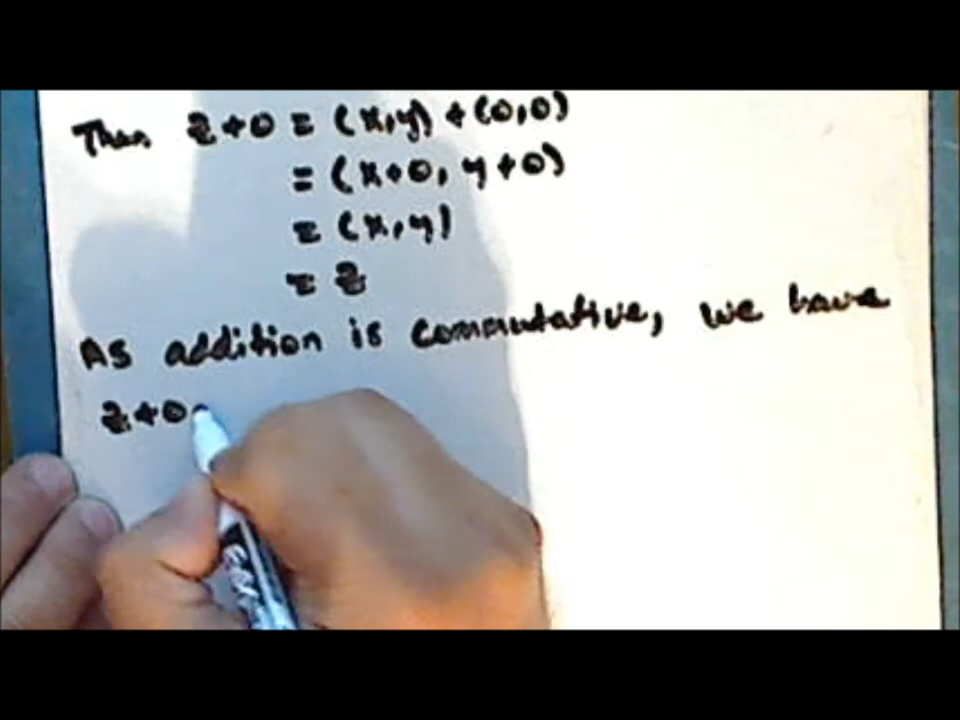 Then z+0 = (x,y)+(0,0)
= (x+0, y+0)
= (x,y)
= z
As addition is commutative, we have
z+0